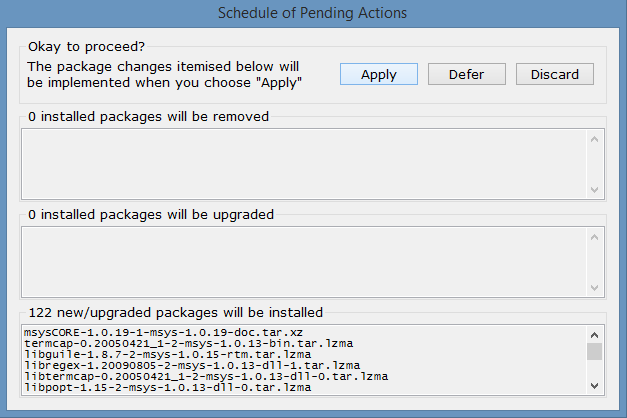 Schedule of Pending Actions
Okay to proceed?
The package changes itemised below will
be implemented when you choose "Apply"
Apply
Defer
Discard
0 installed packages will be removed
0 installed packages will be upgraded
122 new/upgraded packages will be installed
msysCORE-1.0.19-1-msys-1.0.19-doc.tar.xz
termcap-0.20050421_1-2-msys-1.0.13-bin.tar.lzma
libguile-1.8.7-2-msys-1.0.15-rtm.tar.lzma
libregex-1.20090805-2-msys-1.0.13-dll-1.tar.lzma
libtermcap-0.20050421_1-2-msys-1.0.13-dll-0.tar.lzma
libpopt-1.15-2-msys-1.0.13-dll-0.tar.lzma